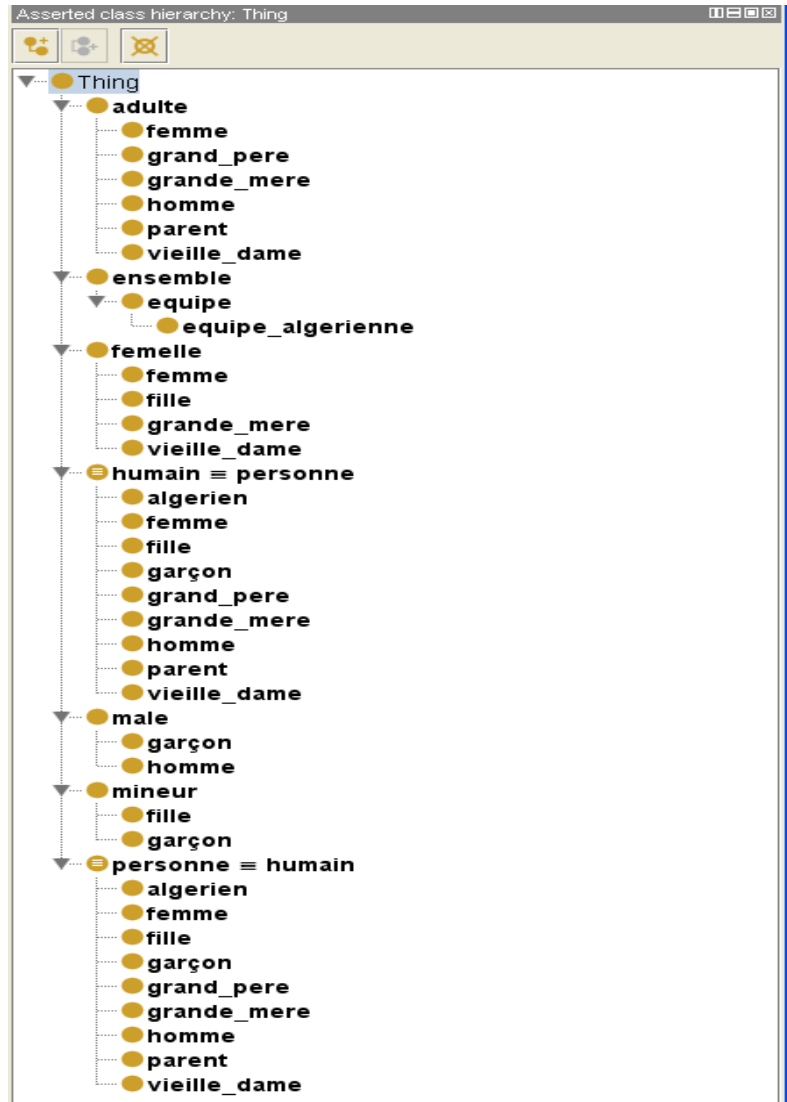 Asserted class hierarchy: Thing
Thing
adulte
femme
grand_pere
grande_mere
homme
parent
vieille_dame
ensemble
equipe
equipe_algerienne
femelle
femme
fille
grande_mere
vieille_dame
humain ≡ personne
algerien
femme
fille
garçon
grand_pere
grande_mere
homme
parent
vieille_dame
male
garçon
homme
mineur
fille
garçon
personne ≡ humain
algerien
femme
fille
garçon
grand_pere
grande_mere
homme
parent
vieille_dame